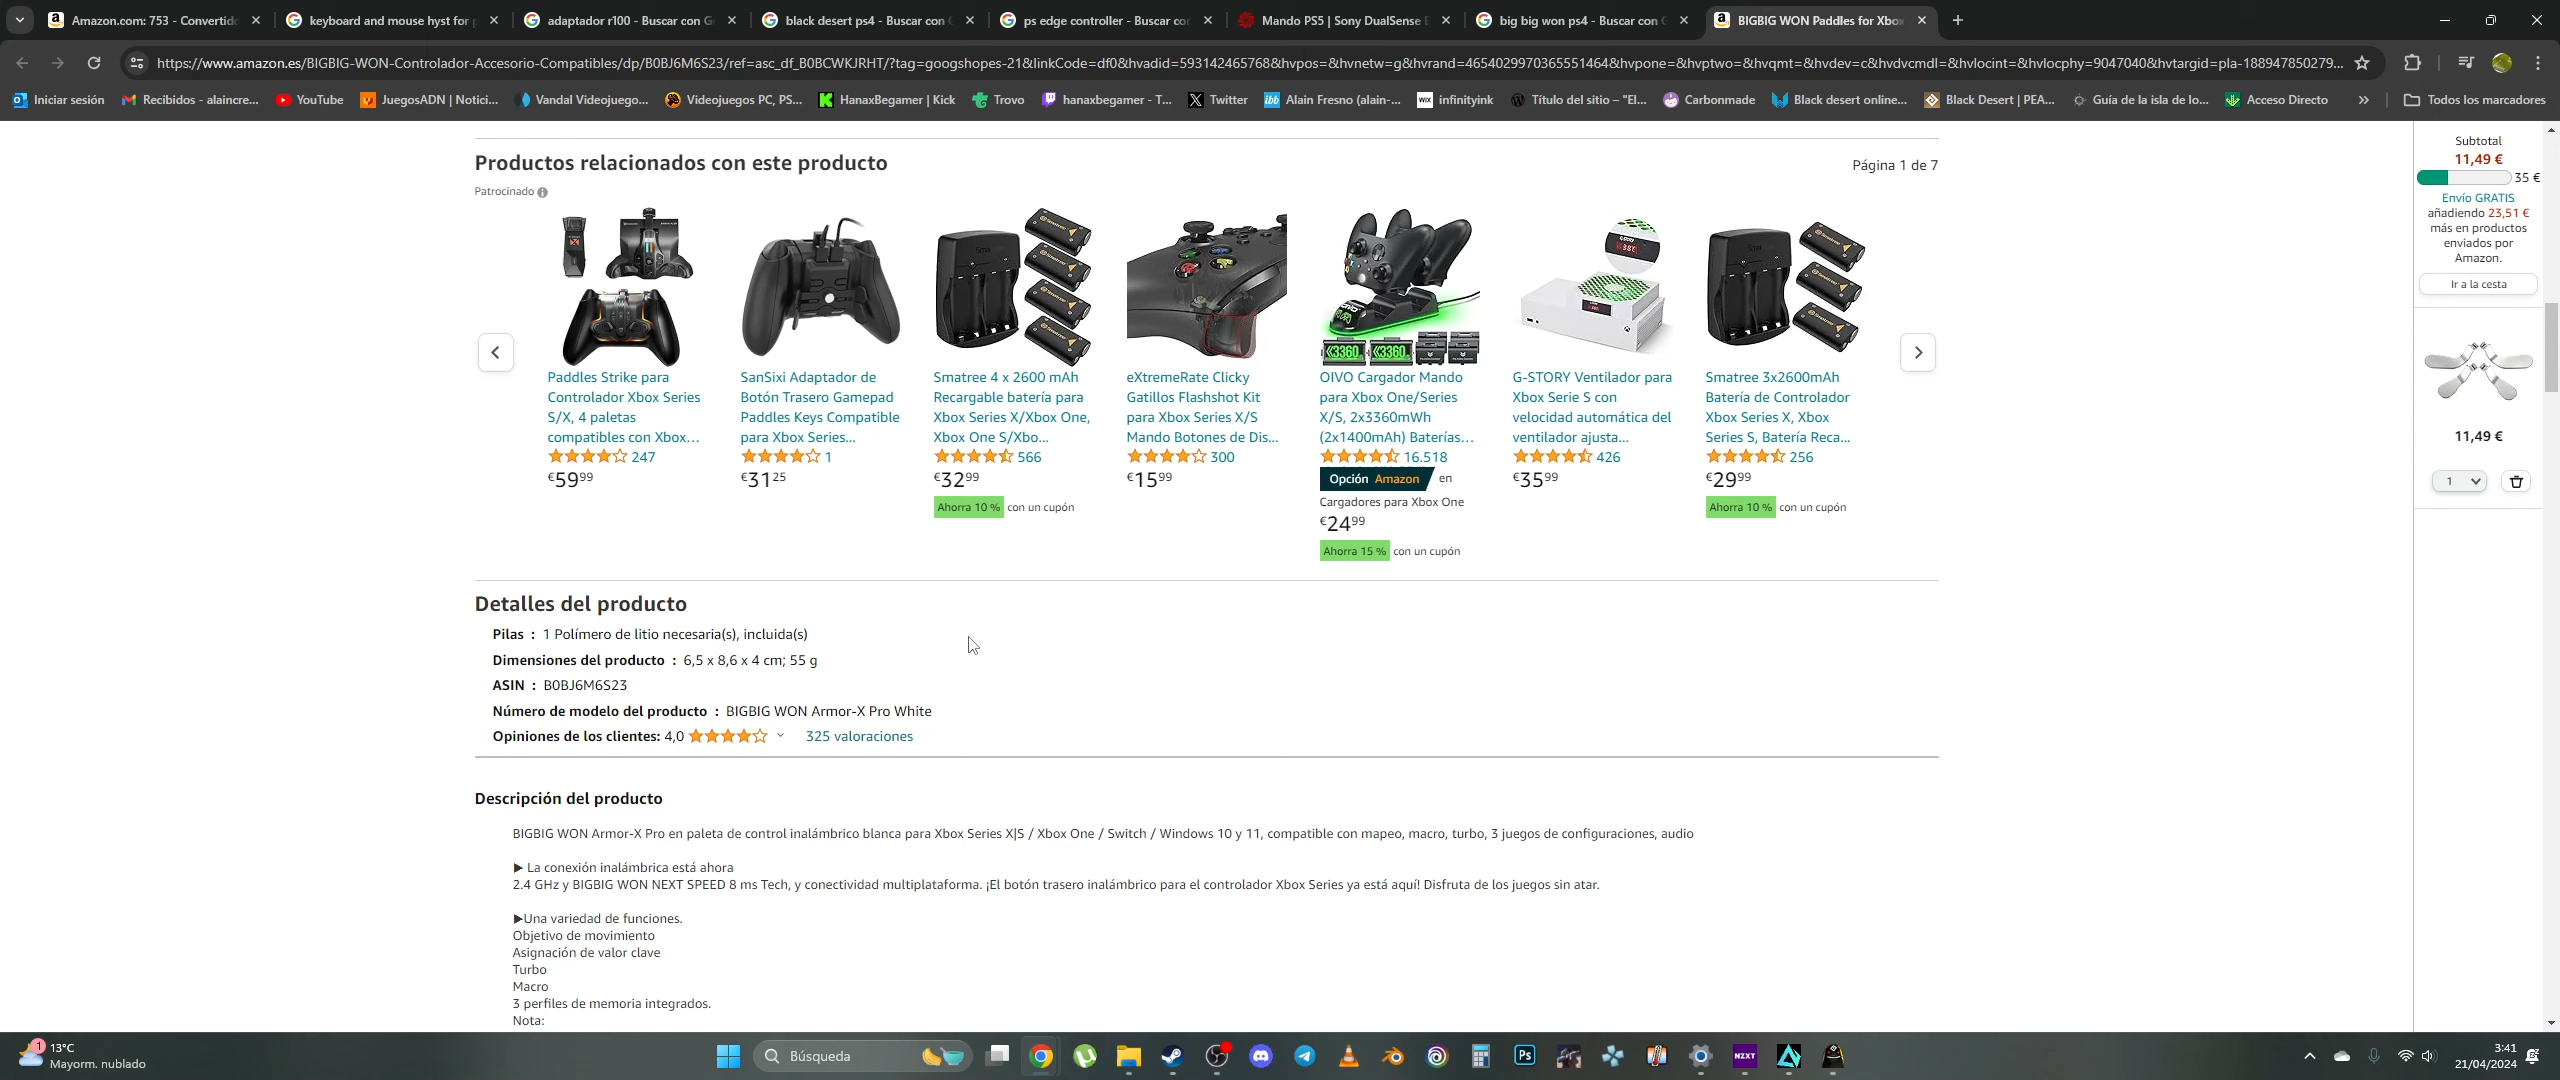 Amazon.com: 753 - Convertido
keyboard and mouse hyst for p
adaptador r100 - Buscar con G
black desert ps4 - Buscar con G
ps edge controller - Buscar con
Mando PS5 | Sony DualSense E
big big won ps4 - Buscar con G
BIGBIG WON Paddles for Xbox
https://www.amazon.es/BIGBIG-WON-Controlador-Accesorio-Compatibles/dp/B0BJ6M6S23/ref=asc_df_B0BCWKJRHT/?tag=googshopes-21&linkCode=df0&hvadid=593142465768&hvpos=&hvnetw=g&hvrand=4654029970365551464&hvpone=&hvptwo=&hvqmt=&hvdev=c&hvdvcmdl=&hvlocint=&hvlocphy=9047040&hvtargid=pla-188947850279...
Iniciar sesión
Recibidos - alaincre...
YouTube
JuegosADN | Notici...
Vandal Videojuego...
Videojuegos PC, PS...
HanaxBegamer | Kick
Trovo
hanaxbegamer - T...
Twitter
Alain Fresno (alain-...
infinityink
Título del sitio – "El...
Carbonmade
Black desert online...
Black Desert | PEA...
Guía de la isla de lo...
Acceso Directo
»
Todos los marcadores
Productos relacionados con este producto
Página 1 de 7
Patrocinado
Paddles Strike para
Controlador Xbox Series
S/X, 4 paletas
compatibles con Xbox...
247
€5999
SanSixi Adaptador de
Botón Trasero Gamepad
Paddles Keys Compatible
para Xbox Series...
1
€3125
Smatree 4 x 2600 mAh
Recargable batería para
Xbox Series X/Xbox One,
Xbox One S/Xbo...
566
€3299
Ahorra 10 % con un cupón
eXtremeRate Clicky
Gatillos Flashshot Kit
para Xbox Series X/S
Mando Botones de Dis...
300
€1599
OIVO Cargador Mando
para Xbox One/Series
X/S, 2x3360mWh
(2x1400mAh) Baterías...
16.518
Opción Amazon en
Cargadores para Xbox One
€2499
Ahorra 15 % con un cupón
G-STORY Ventilador para
Xbox Serie S con
velocidad automática del
ventilador ajusta...
426
€3599
Smatree 3x2600mAh
Batería de Controlador
Xbox Series X, Xbox
Series S, Batería Reca...
256
€2999
Ahorra 10 % con un cupón
Subtotal
11,49 €
35 €
Envío GRATIS
añadiendo 23,51 €
más en productos
enviados por
Amazon.
Ir a la cesta
11,49 €
1
Detalles del producto
Pilas : 1 Polímero de litio necesaria(s), incluida(s)
Dimensiones del producto : 6,5 x 8,6 x 4 cm; 55 g
ASIN : B0BJ6M6S23
Número de modelo del producto : BIGBIG WON Armor-X Pro White
Opiniones de los clientes: 4,0 325 valoraciones
Descripción del producto
BIGBIG WON Armor-X Pro en paleta de control inalámbrico blanca para Xbox Series X|S / Xbox One / Switch / Windows 10 y 11, compatible con mapeo, macro, turbo, 3 juegos de configuraciones, audio
▶ La conexión inalámbrica está ahora
2.4 GHz y BIGBIG WON NEXT SPEED 8 ms Tech, y conectividad multiplataforma. ¡El botón trasero inalámbrico para el controlador Xbox Series ya está aquí! Disfruta de los juegos sin atar.
▶Una variedad de funciones.
Objetivo de movimiento
Asignación de valor clave
Turbo
Macro
3 perfiles de memoria integrados.
Nota:
1
13°C
Mayorm. nublado
Búsqueda
Ps
NZXT
3:41
21/04/2024